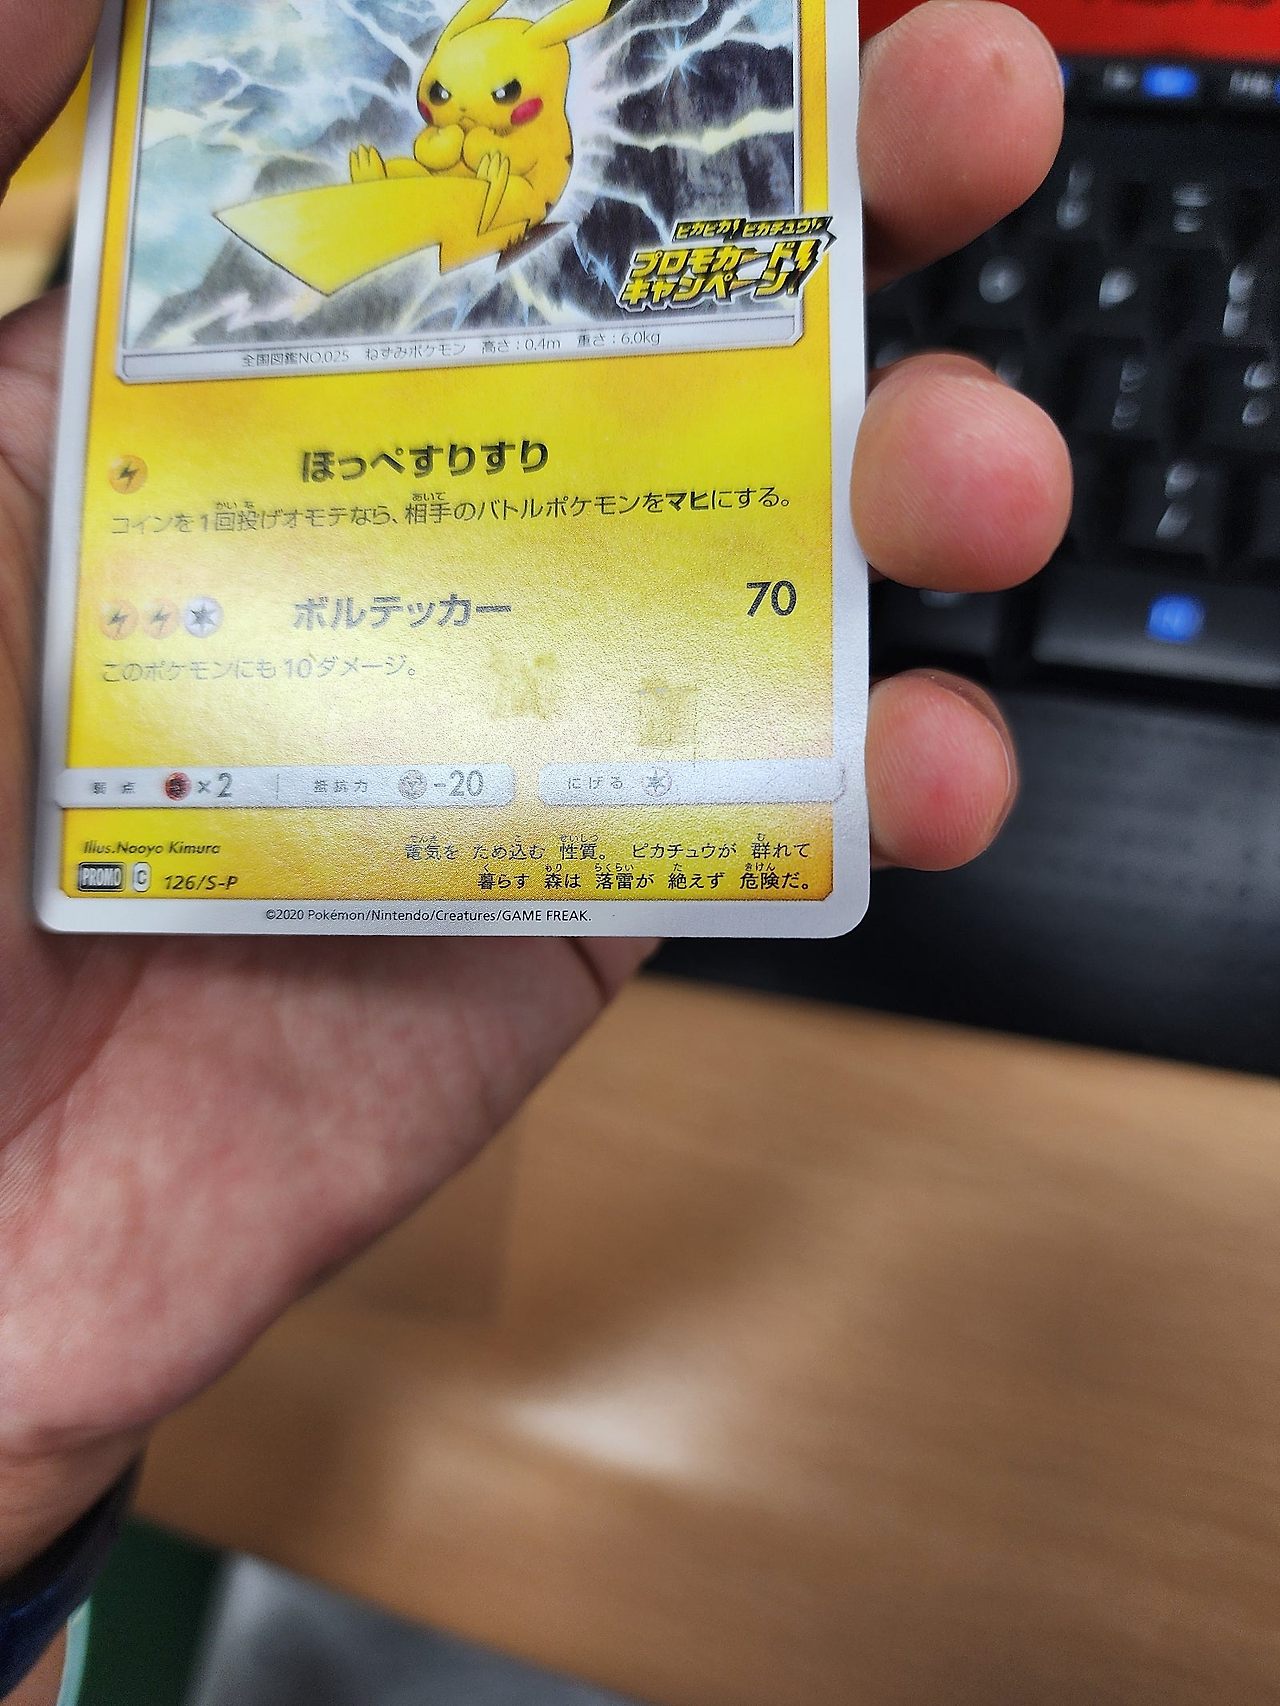 ピカピカ！ピカチュウ！
プロモカード
キャンペーン！
全国図鑑NO.025 ねずみポケモン 高さ：0.4m 重さ：6.0kg
ほっぺすりすり
コインを1回投げオモテなら、相手のバトルポケモンをマヒにする。
ボルテッカー 70
このポケモンにも10ダメージ。
弱点 ×2 抵抗力 -20 にげる
Illus.Naoyo Kimura
電気を ため込む 性質。 ピカチュウが 群れて
暮らす 森は 落雷が 絶えず 危険だ。
PROMO C 126/S-P
©2020 Pokémon/Nintendo/Creatures/GAME FREAK.